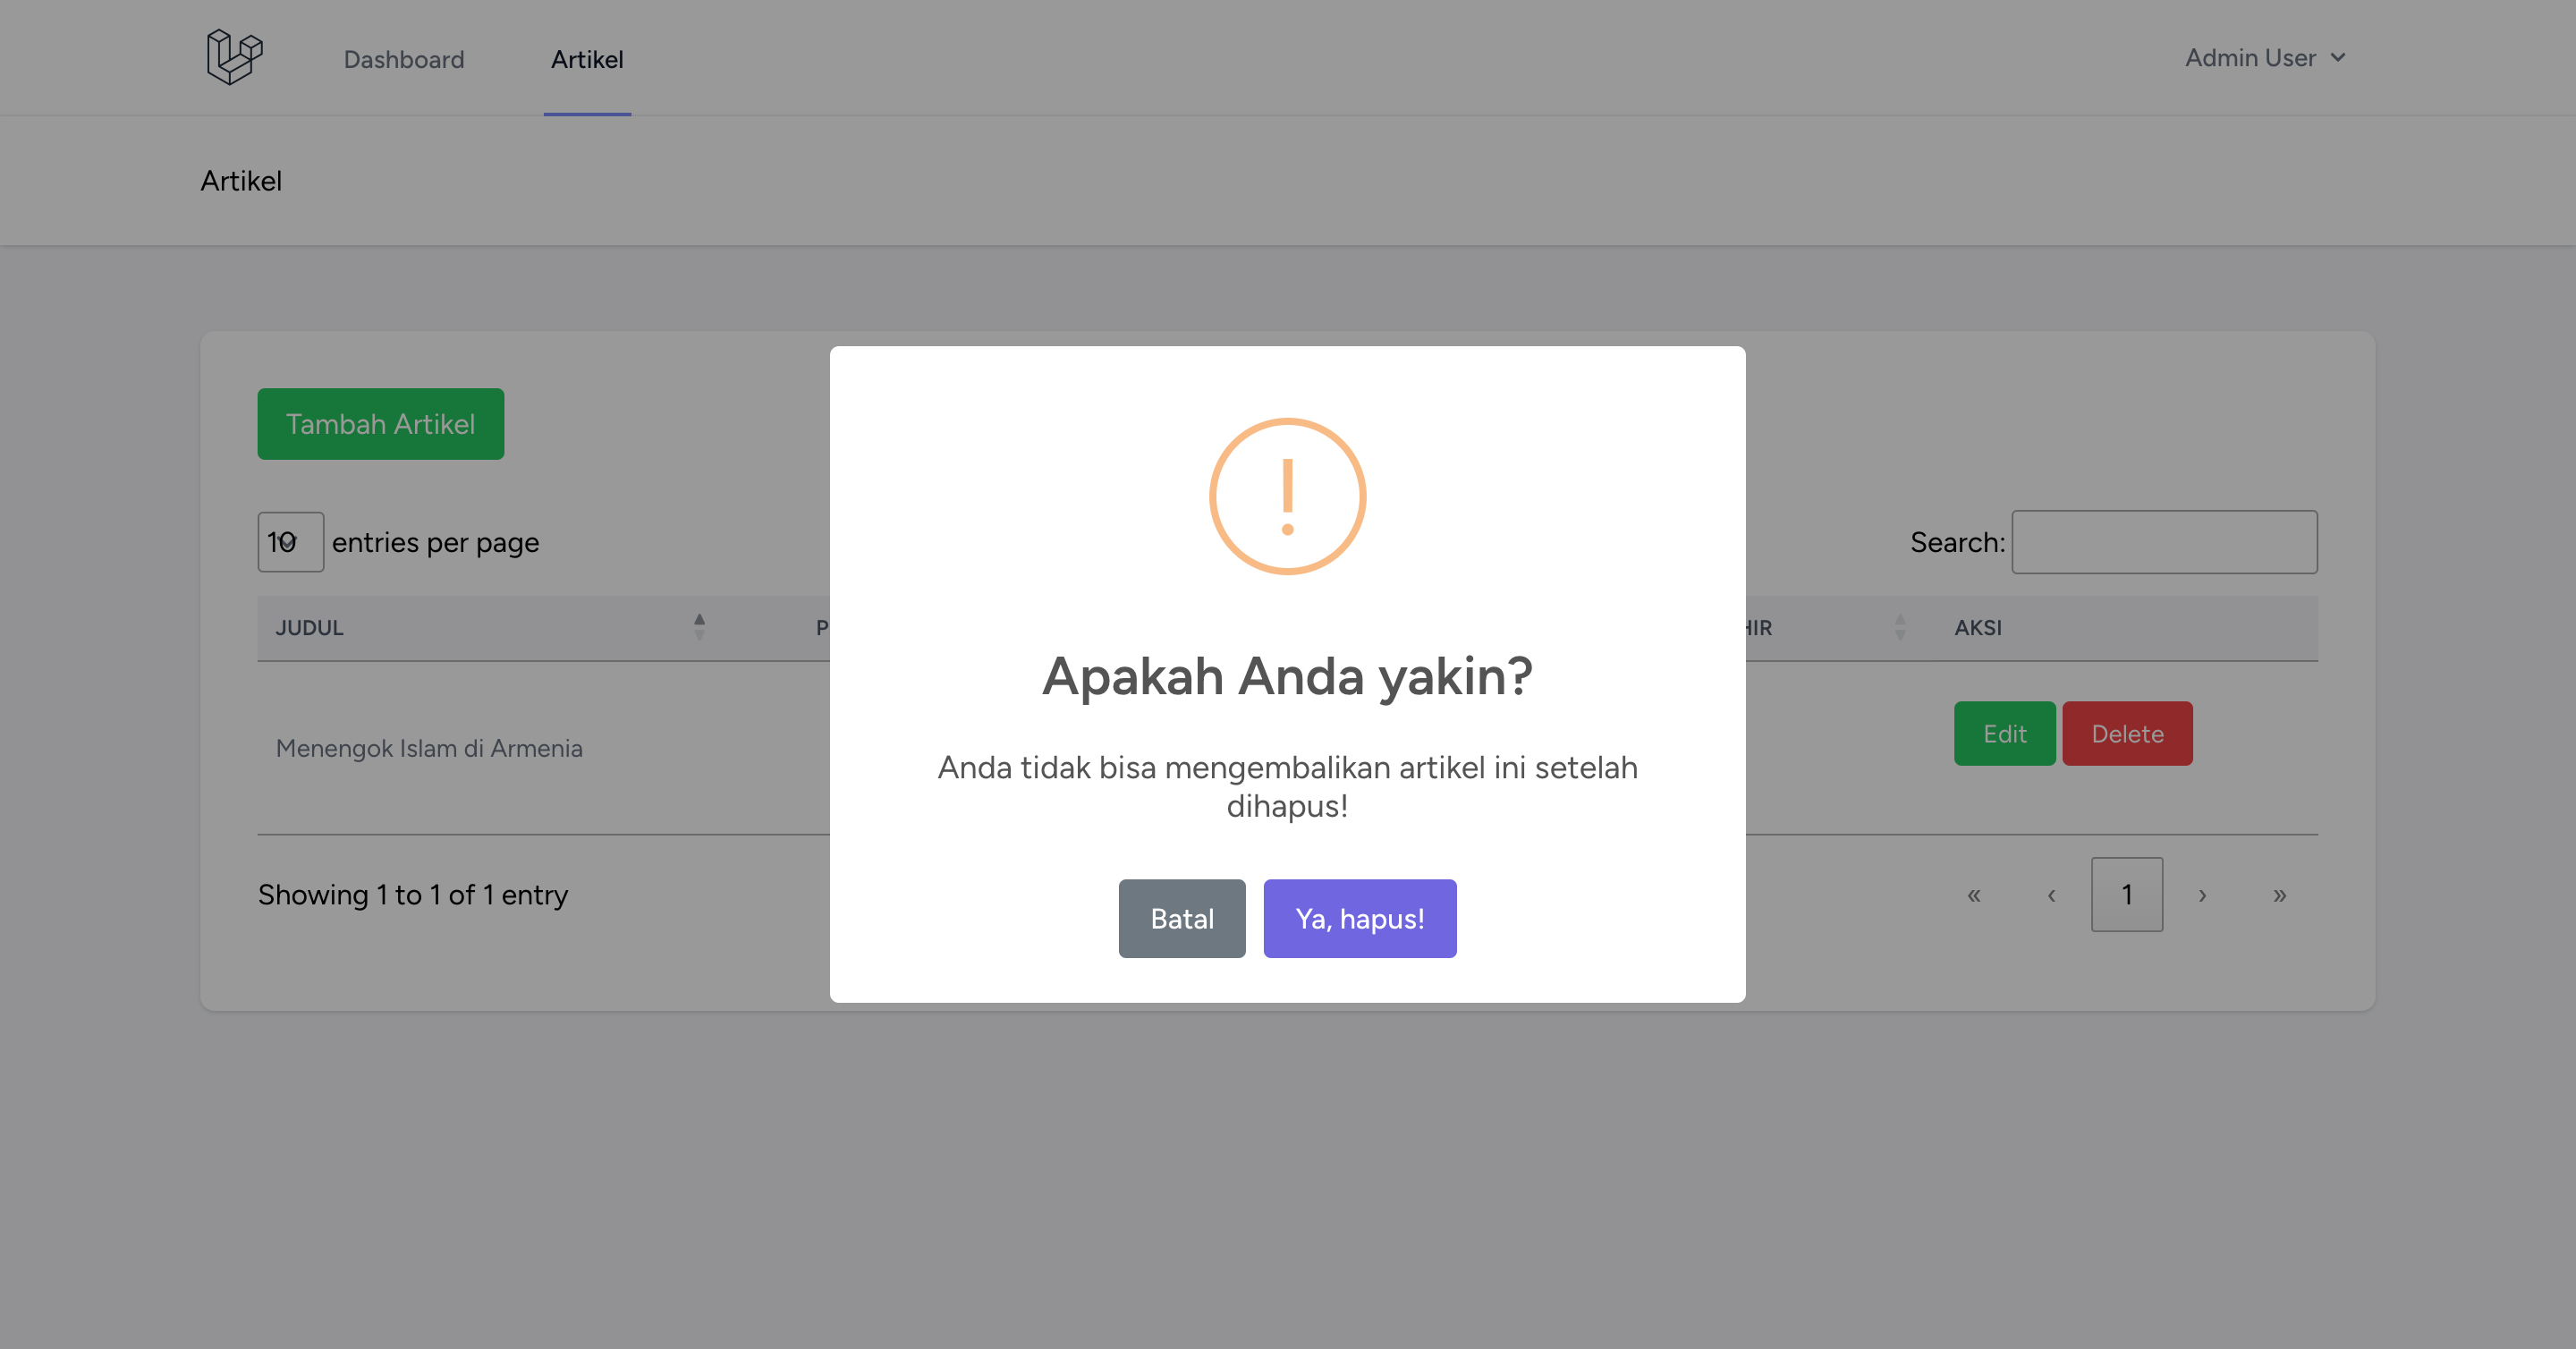 Dashboard Artikel Admin User
Artikel
Tambah Artikel
10 entries per page Search:
JUDUL AKSI
Menengok Islam di Armenia Edit Delete
Showing 1 to 1 of 1 entry « ‹ 1 › »
!
Apakah Anda yakin?
Anda tidak bisa mengembalikan artikel ini setelah
dihapus!
Batal Ya, hapus!